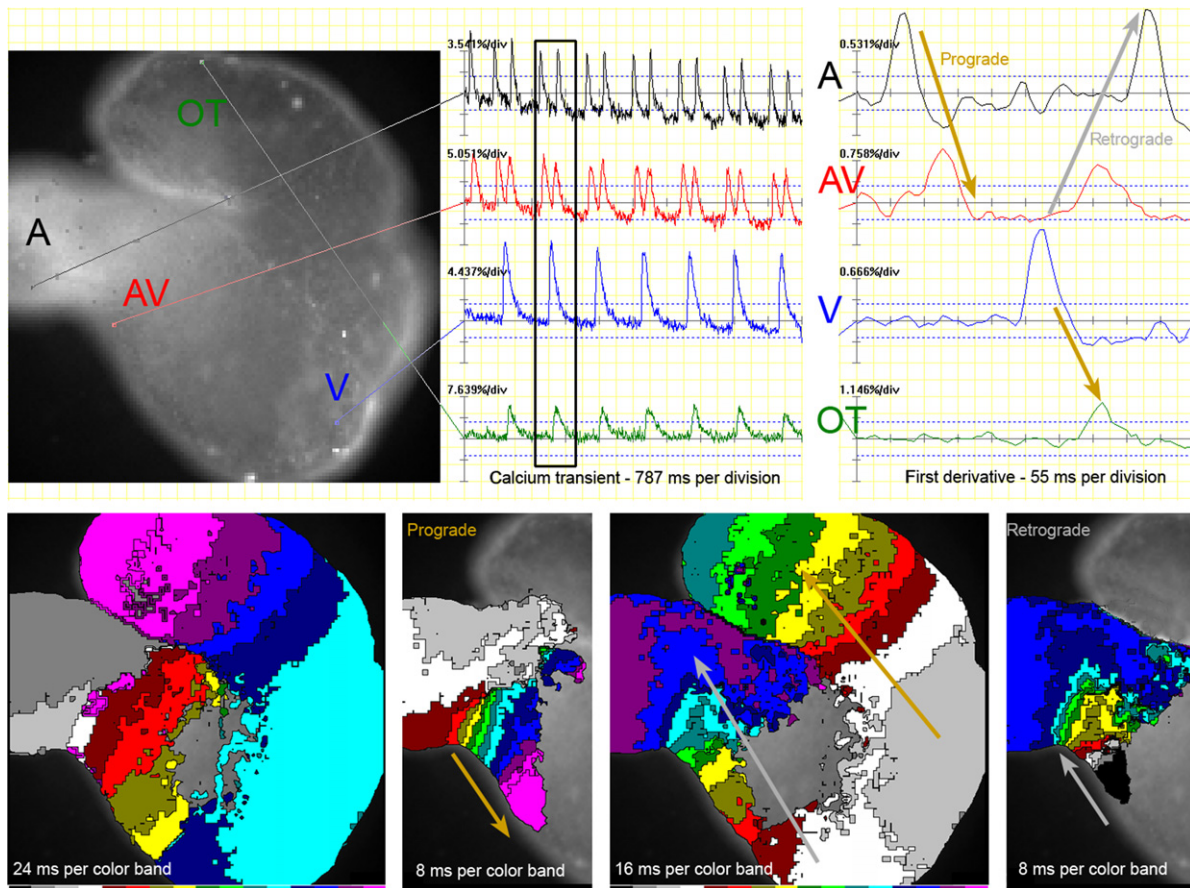 OT
A
AV
V
3.541%/div
5.051%/div
4.437%/div
7.639%/div
Calcium transient - 787 ms per division
A
0.531%/div
Prograde
Retrograde
AV
0.758%/div
V
0.666%/div
OT
1.146%/div
First derivative - 55 ms per division
24 ms per color band
Prograde
8 ms per color band
16 ms per color band
Retrograde
8 ms per color band